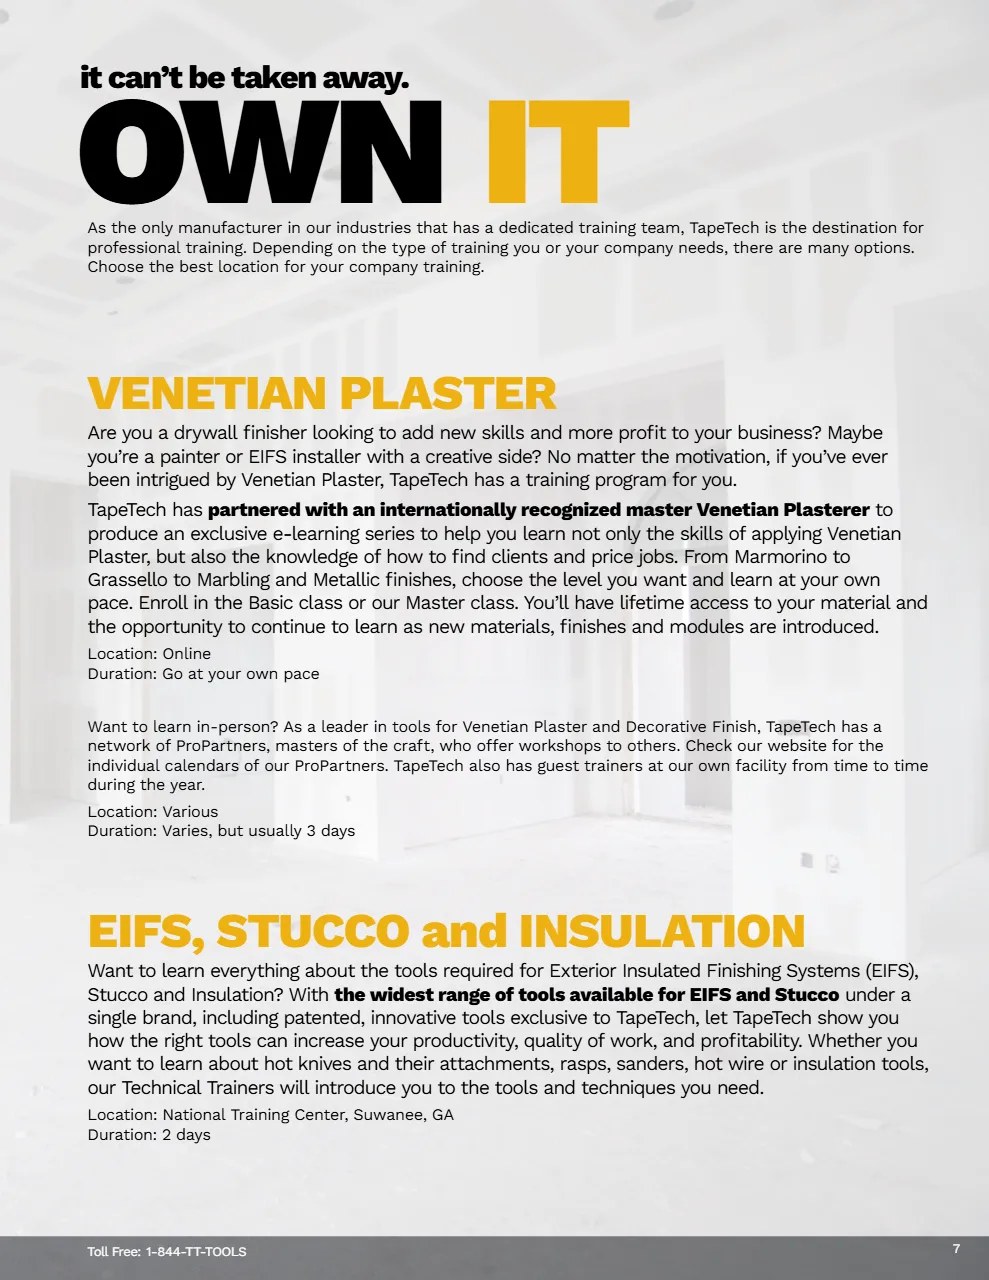 it can’t be taken away.
OWN IT
As the only manufacturer in our industries that has a dedicated training team, TapeTech is the destination for
professional training. Depending on the type of training you or your company needs, there are many options.
Choose the best location for your company training.
VENETIAN PLASTER
Are you a drywall finisher looking to add new skills and more profit to your business? Maybe
you’re a painter or EIFS installer with a creative side? No matter the motivation, if you’ve ever
been intrigued by Venetian Plaster, TapeTech has a training program for you.
TapeTech has partnered with an internationally recognized master Venetian Plasterer to
produce an exclusive e-learning series to help you learn not only the skills of applying Venetian
Plaster, but also the knowledge of how to find clients and price jobs. From Marmorino to
Grassello to Marbling and Metallic finishes, choose the level you want and learn at your own
pace. Enroll in the Basic class or our Master class. You’ll have lifetime access to your material and
the opportunity to continue to learn as new materials, finishes and modules are introduced.
Location: Online
Duration: Go at your own pace
Want to learn in-person? As a leader in tools for Venetian Plaster and Decorative Finish, TapeTech has a
network of ProPartners, masters of the craft, who offer workshops to others. Check our website for the
individual calendars of our ProPartners. TapeTech also has guest trainers at our own facility from time to time
during the year.
Location: Various
Duration: Varies, but usually 3 days
EIFS, STUCCO and INSULATION
Want to learn everything about the tools required for Exterior Insulated Finishing Systems (EIFS),
Stucco and Insulation? With the widest range of tools available for EIFS and Stucco under a
single brand, including patented, innovative tools exclusive to TapeTech, let TapeTech show you
how the right tools can increase your productivity, quality of work, and profitability. Whether you
want to learn about hot knives and their attachments, rasps, sanders, hot wire or insulation tools,
our Technical Trainers will introduce you to the tools and techniques you need.
Location: National Training Center, Suwanee, GA
Duration: 2 days
Toll Free: 1-844-TT-TOOLS
7